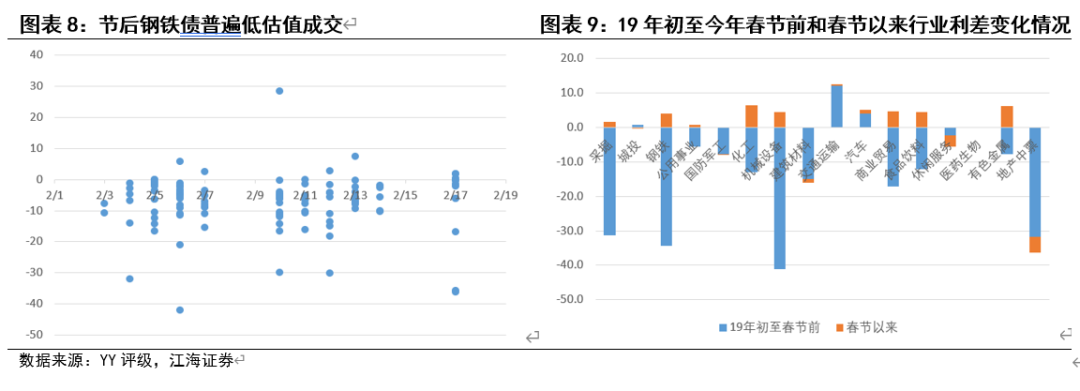 图表 8：节后钢铁债普遍低估值成交
40
30
20
10
0
-10
-20
-30
-40
-50
2/1 2/3 2/5 2/7 2/9 2/11 2/13 2/15 2/17 2/19
图表 9：19 年初至今年春节前和春节以来行业利差变化情况
20.0
10.0
0.0
-10.0
-20.0
-30.0
-40.0
-50.0
采掘
城投
钢铁
公用事业
国防军工
化工
机械设备
建筑材料
交通运输
汽车
商业贸易
食品饮料
休闲服务
医药生物
有色金属
地产中票
19年初至春节前 春节以来
数据来源：YY 评级，江海证券